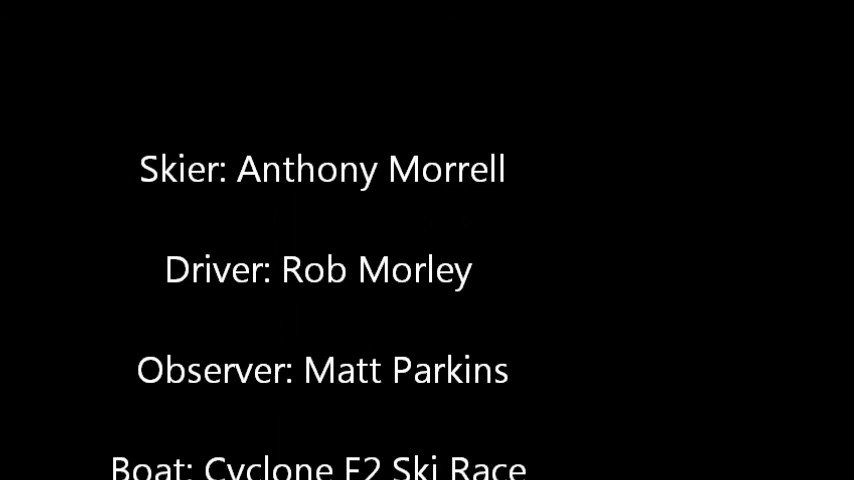 Skier: Anthony Morrell
Driver: Rob Morley
Observer: Matt Parkins
Boat: Cyclone F2 Ski Race